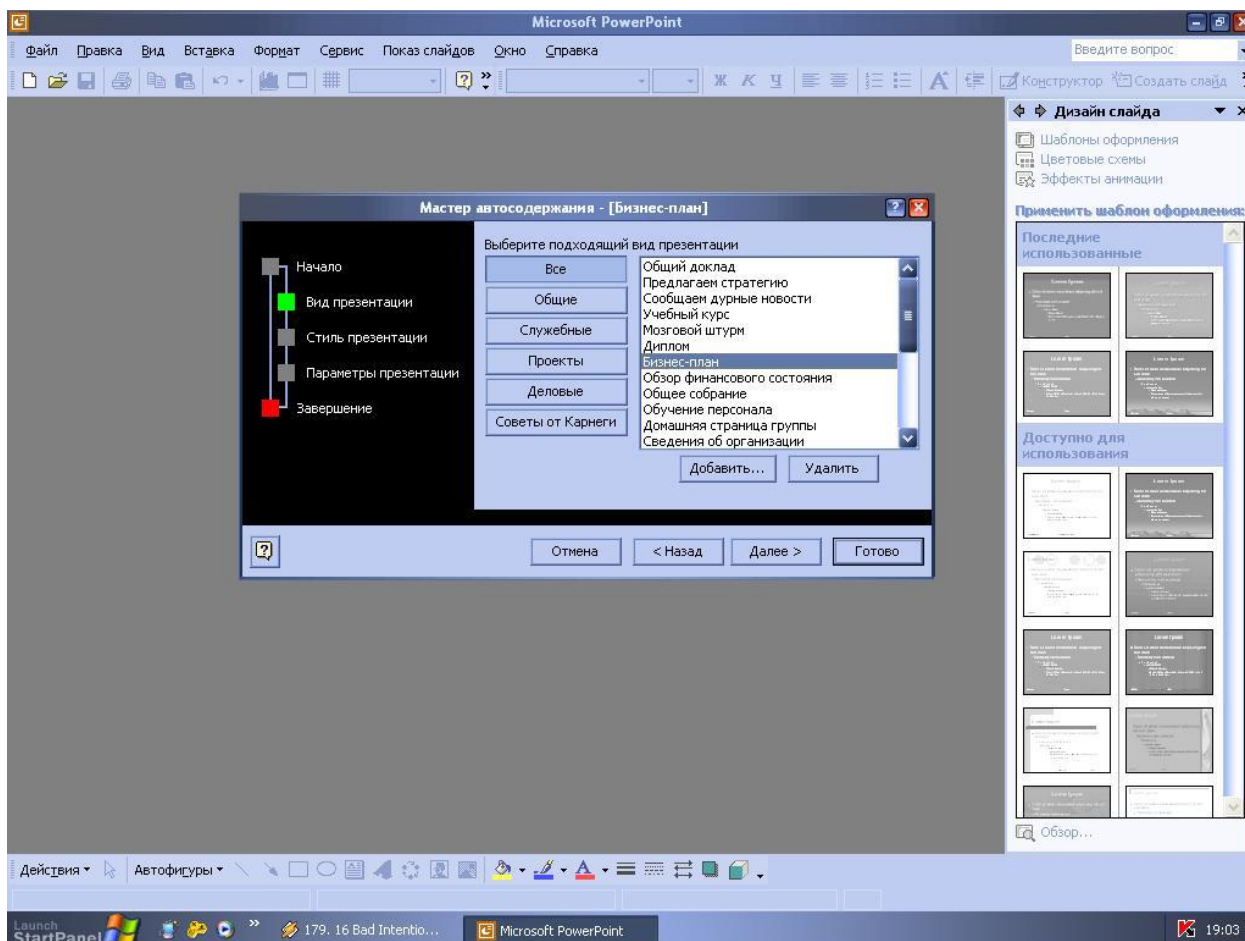 Microsoft PowerPoint
Файл Правка Вид Вставка Формат Сервис Показ слайдов Окно Справка
Введите вопрос
Ж К Ч
Конструктор Создать слайд
Дизайн слайда
Шаблоны оформления
Цветовые схемы
Эффекты анимации
Применить шаблон оформления:
Последние
использованные
Доступно для
использования
Обзор...
Мастер автосодержания - [Бизнес-план]
Начало
Вид презентации
Стиль презентации
Параметры презентации
Завершение
Выберите подходящий вид презентации
Все
Общие
Служебные
Проекты
Деловые
Советы от Карнеги
Общий доклад
Предлагаем стратегию
Сообщаем дурные новости
Учебный курс
Мозговой штурм
Диплом
Бизнес-план
Обзор финансового состояния
Общее собрание
Обучение персонала
Домашняя страница группы
Сведения об организации
Добавить... Удалить
Отмена < Назад Далее > Готово
Действия Автофигуры
Launch
StartPanel
179. 16 Bad Intentio... Microsoft PowerPoint 19:03